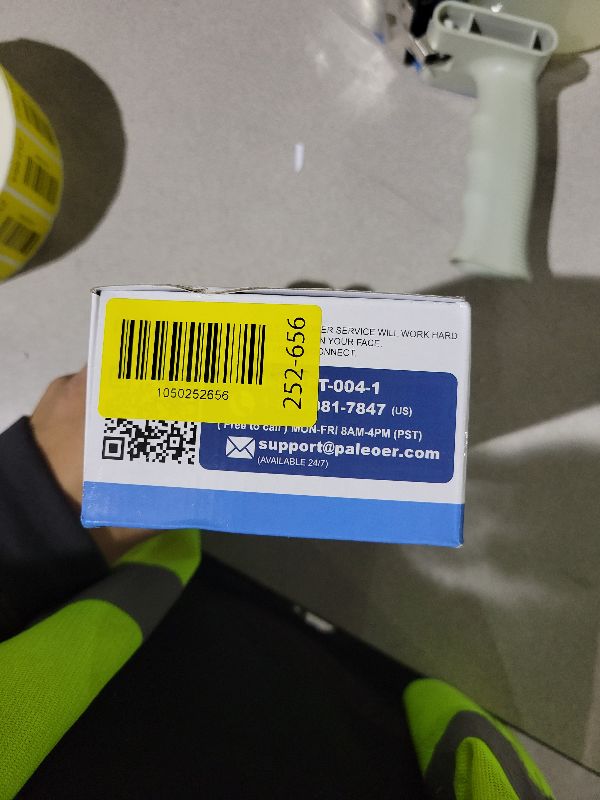 ER SERVICE WILL WORK HARD
N YOUR FACE.
ONNECT.
252-656
1050252656
T-004-1
081-7847 (US)
( Free to call ) MON-FRI 8AM-4PM (PST)
support@paleoer.com
(AVAILABLE 24/7)